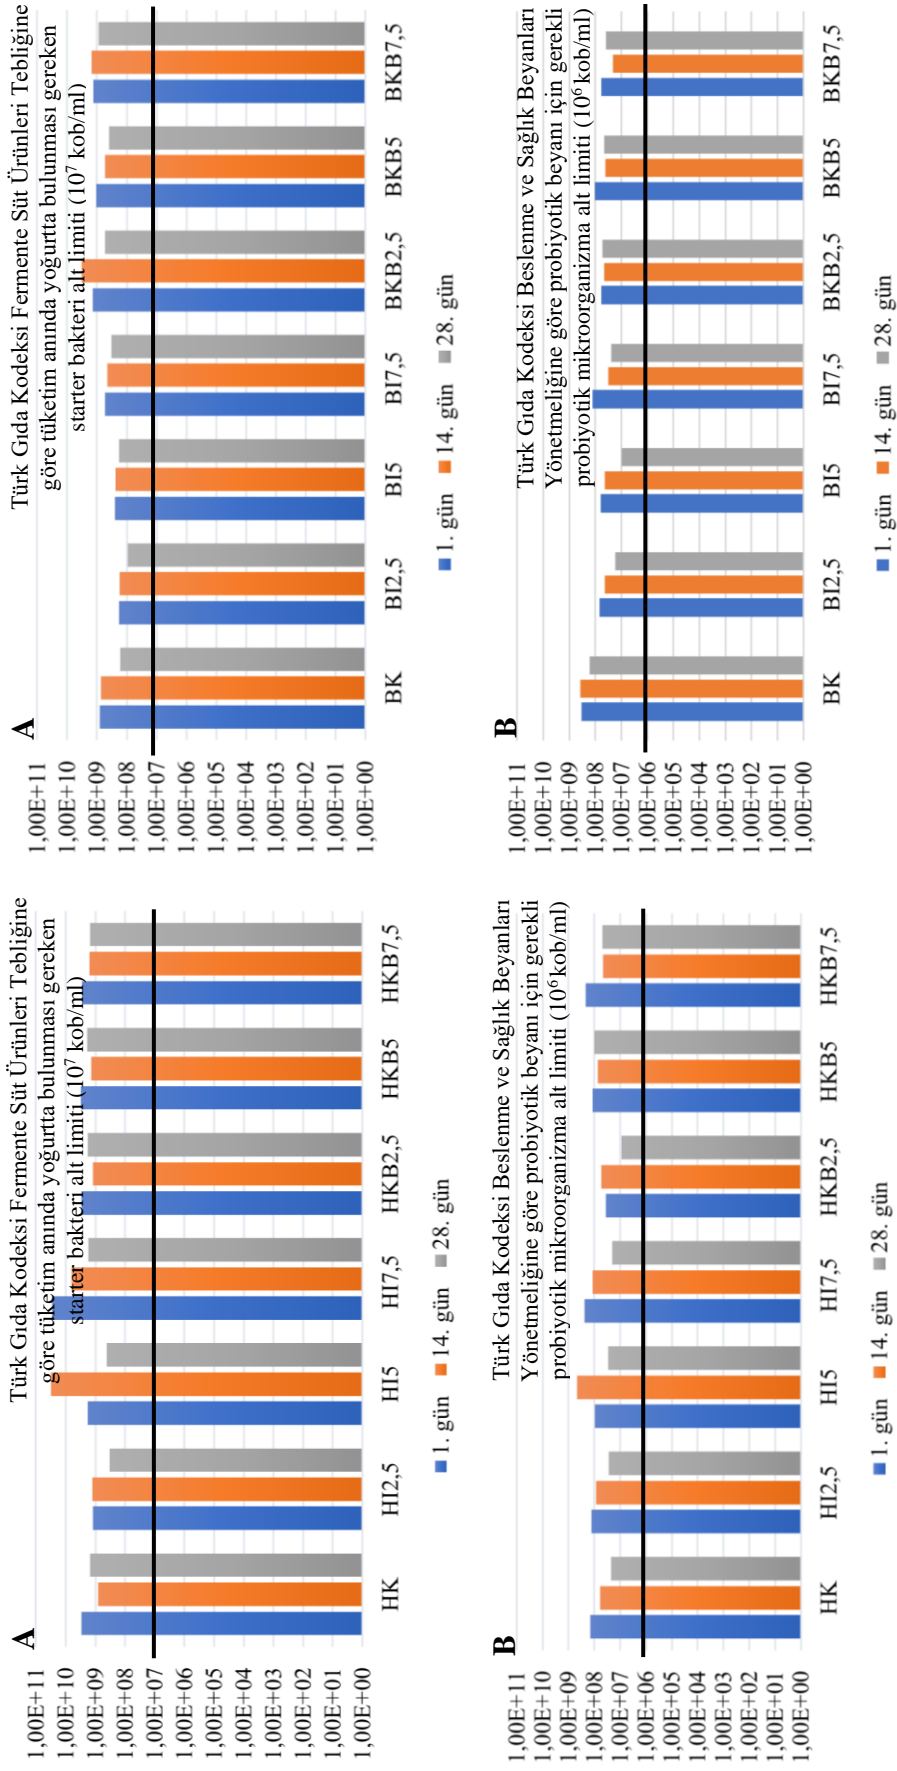 A
Türk Gıda Kodeksi Fermente Süt Ürünleri Tebliğine
göre tüketim anında yoğurtta bulunması gereken
starter bakteri alt limiti (10⁷ kob/ml)
1,00E+11
1,00E+10
1,00E+09
1,00E+08
1,00E+07
1,00E+06
1,00E+05
1,00E+04
1,00E+03
1,00E+02
1,00E+01
1,00E+00
HK HI2,5 HI5 HI7,5 HKB2,5 HKB5 HKB7,5
1. gün 14. gün 28. gün
A
Türk Gıda Kodeksi Fermente Süt Ürünleri Tebliğine
göre tüketim anında yoğurtta bulunması gereken
starter bakteri alt limiti (10⁷ kob/ml)
1,00E+11
1,00E+10
1,00E+09
1,00E+08
1,00E+07
1,00E+06
1,00E+05
1,00E+04
1,00E+03
1,00E+02
1,00E+01
1,00E+00
BK BI2,5 BI5 BI7,5 BKB2,5 BKB5 BKB7,5
1. gün 14. gün 28. gün
B
Türk Gıda Kodeksi Beslenme ve Sağlık Beyanları
Yönetmeliğine göre probiyotik beyanı için gerekli
probiyotik mikroorganizma alt limiti (10⁶ kob/ml)
1,00E+11
1,00E+10
1,00E+09
1,00E+08
1,00E+07
1,00E+06
1,00E+05
1,00E+04
1,00E+03
1,00E+02
1,00E+01
1,00E+00
HK HI2,5 HI5 HI7,5 HKB2,5 HKB5 HKB7,5
1. gün 14. gün 28. gün
B
Türk Gıda Kodeksi Beslenme ve Sağlık Beyanları
Yönetmeliğine göre probiyotik beyanı için gerekli
probiyotik mikroorganizma alt limiti (10⁶ kob/ml)
1,00E+11
1,00E+10
1,00E+09
1,00E+08
1,00E+07
1,00E+06
1,00E+05
1,00E+04
1,00E+03
1,00E+02
1,00E+01
1,00E+00
BK BI2,5 BI5 BI7,5 BKB2,5 BKB5 BKB7,5
1. gün 14. gün 28. gün